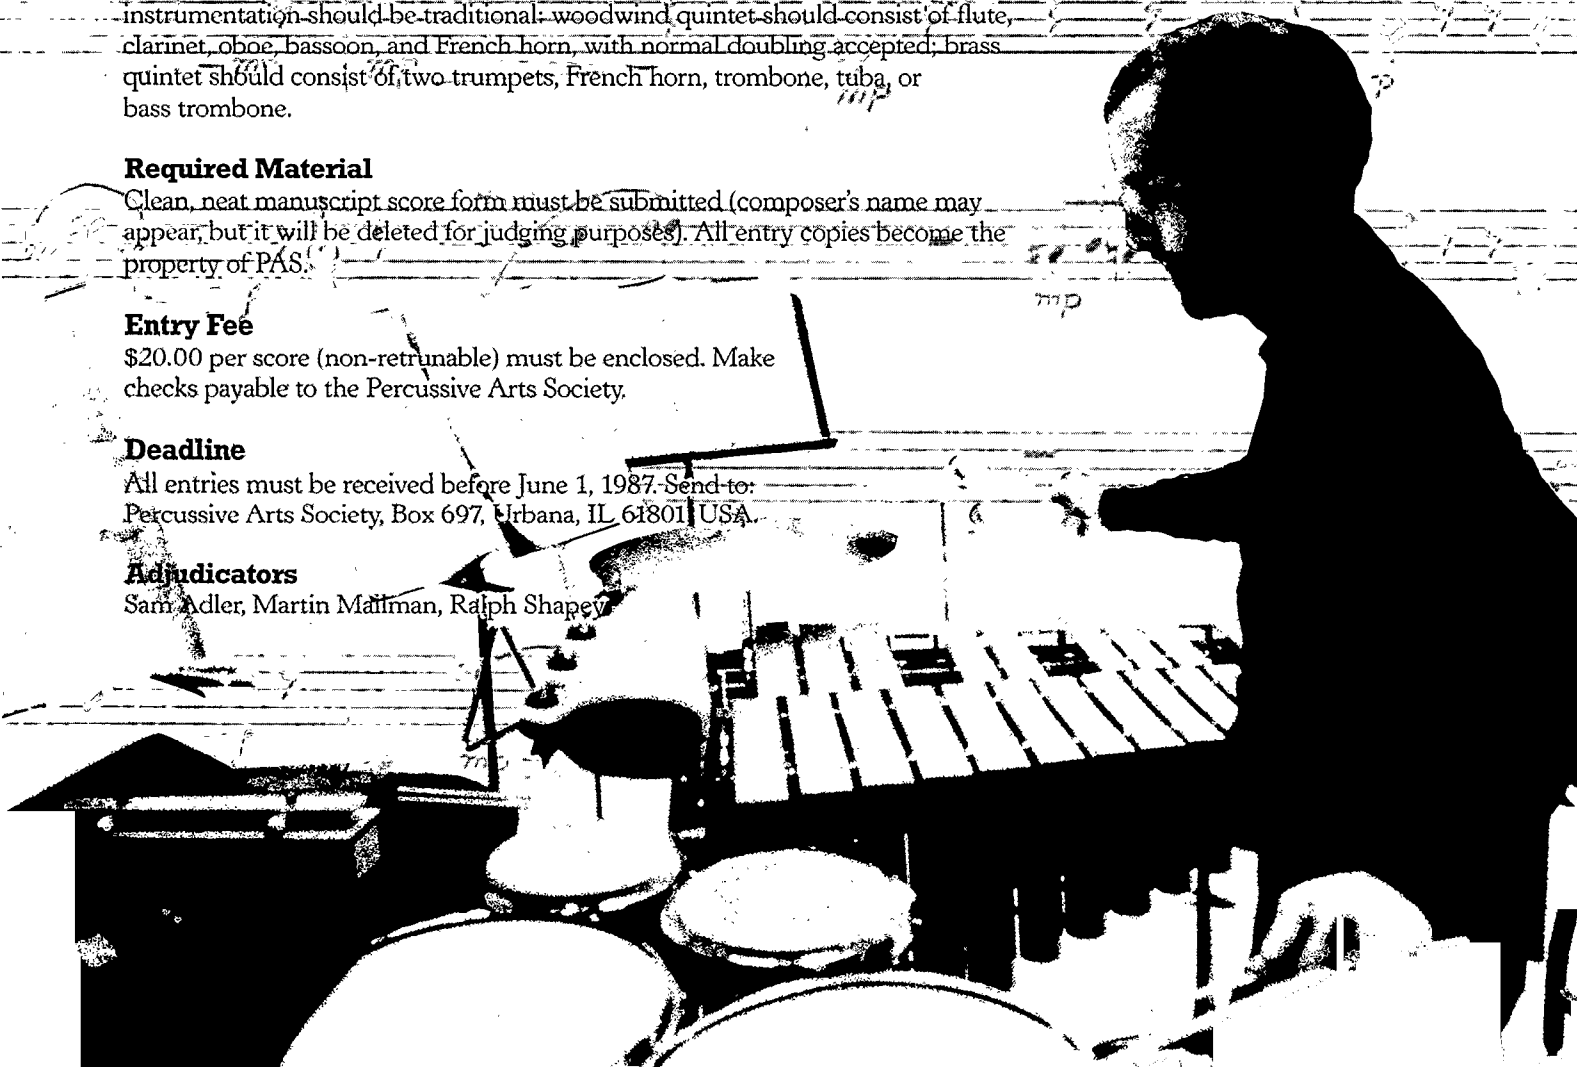 instrumentation should be traditional: woodwind quintet should consist of flute,
clarinet, oboe, bassoon, and French horn, with normal doubling accepted; brass
quintet should consist of two trumpets, French horn, trombone, tuba, or
bass trombone.
mp
Required Material
Clean, neat manuscript score form must be submitted (composer's name may
appear, but it will be deleted for judging purposes). All entry copies become the
property of PAS.
mp
Entry Fee
$20.00 per score (non-retrunable) must be enclosed. Make
checks payable to the Percussive Arts Society.
Deadline
All entries must be received before June 1, 1987. Send to:
Percussive Arts Society, Box 697, Urbana, IL 61801 USA.
Adjudicators
Sam Adler, Martin Mailman, Ralph Shapey
mp